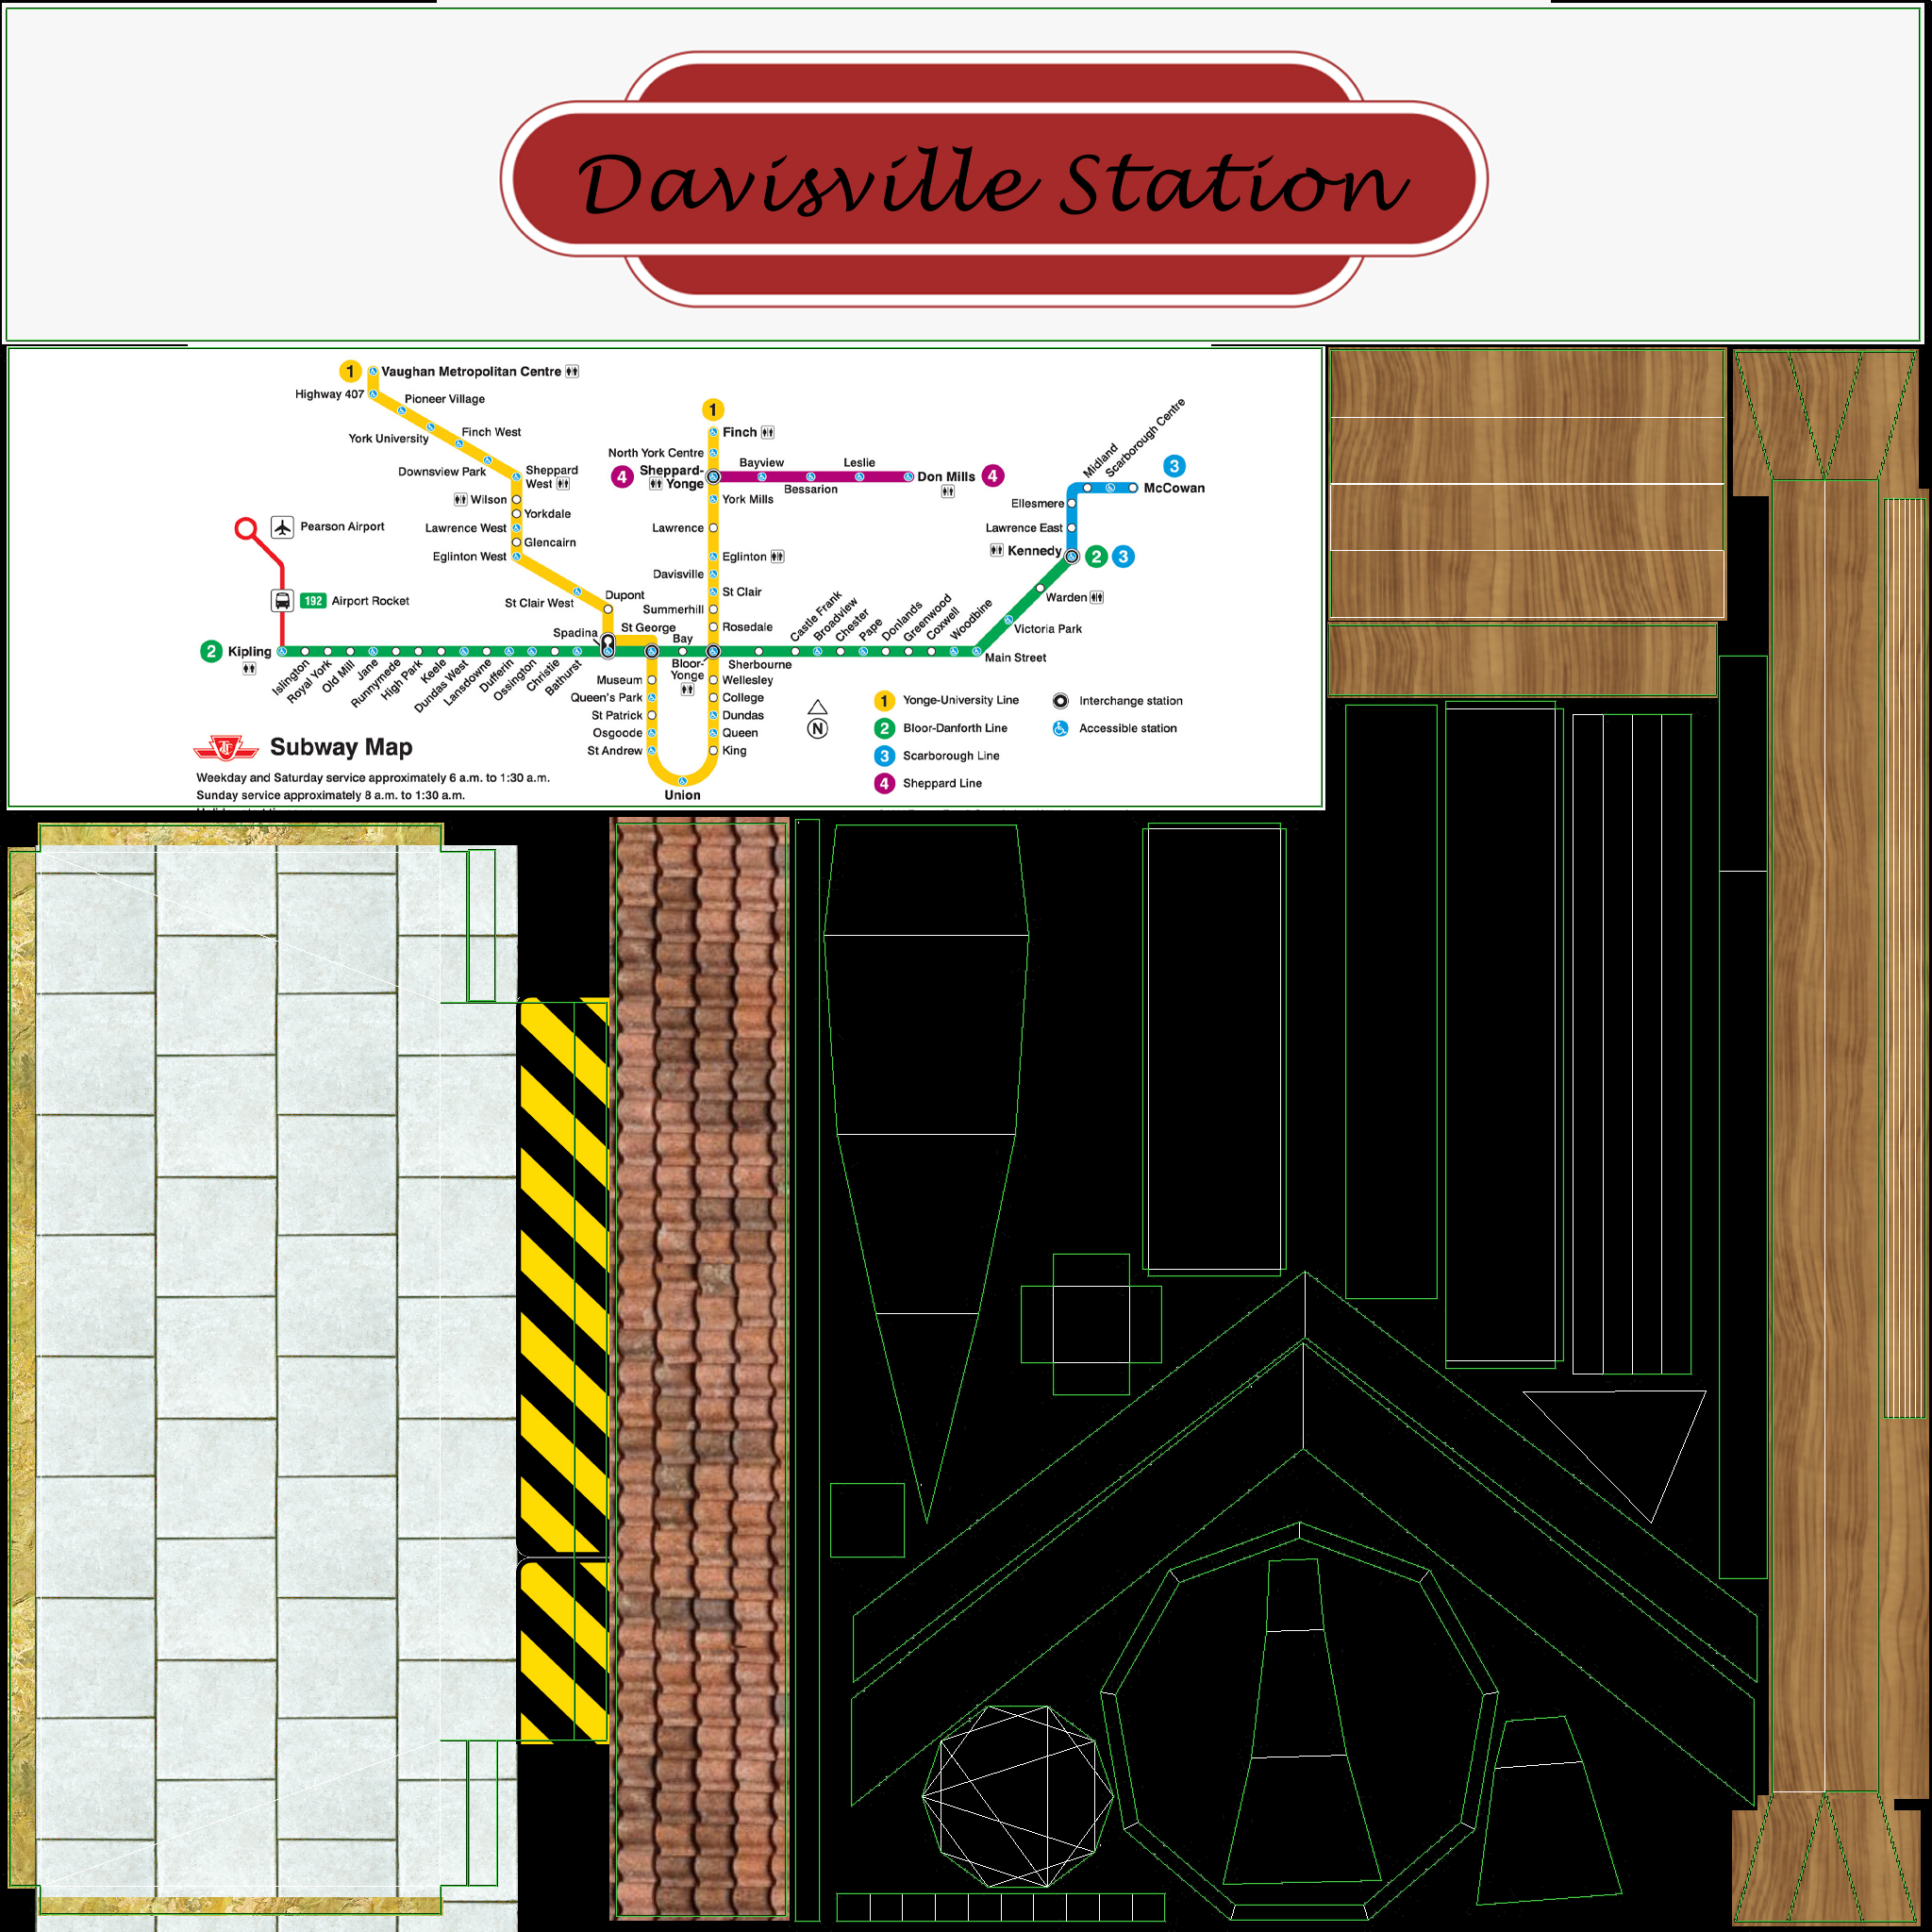 Davisville Station
1
Vaughan Metropolitan Centre
Highway 407
Pioneer Village
York University
Finch West
Downsview Park
Sheppard
West
Wilson
Yorkdale
Lawrence West
Glencairn
Eglinton West
St Clair West
Dupont
Spadina
St George
1
Finch
North York Centre
4
Sheppard-
Yonge
Bayview
Bessarion
Leslie
Don Mills
4
York Mills
Lawrence
Eglinton
Davisville
St Clair
Summerhill
Rosedale
Bay
Bloor-
Yonge
Midland
Scarborough Centre
3
McCowan
Ellesmere
Lawrence East
Kennedy
2
3
Warden
Victoria Park
Main Street
Pearson Airport
192
Airport Rocket
2
Kipling
Islington
Royal York
Old Mill
Jane
Runnymede
High Park
Keele
Dundas West
Lansdowne
Dufferin
Ossington
Christie
Bathurst
Sherbourne
Castle Frank
Broadview
Chester
Pape
Donlands
Greenwood
Coxwell
Woodbine
Museum
Queen's Park
St Patrick
Osgoode
St Andrew
Union
Wellesley
College
Dundas
Queen
King
N
1 Yonge-University Line
2 Bloor-Danforth Line
3 Scarborough Line
4 Sheppard Line
Interchange station
Accessible station
Subway Map
Weekday and Saturday service approximately 6 a.m. to 1:30 a.m.
Sunday service approximately 8 a.m. to 1:30 a.m.